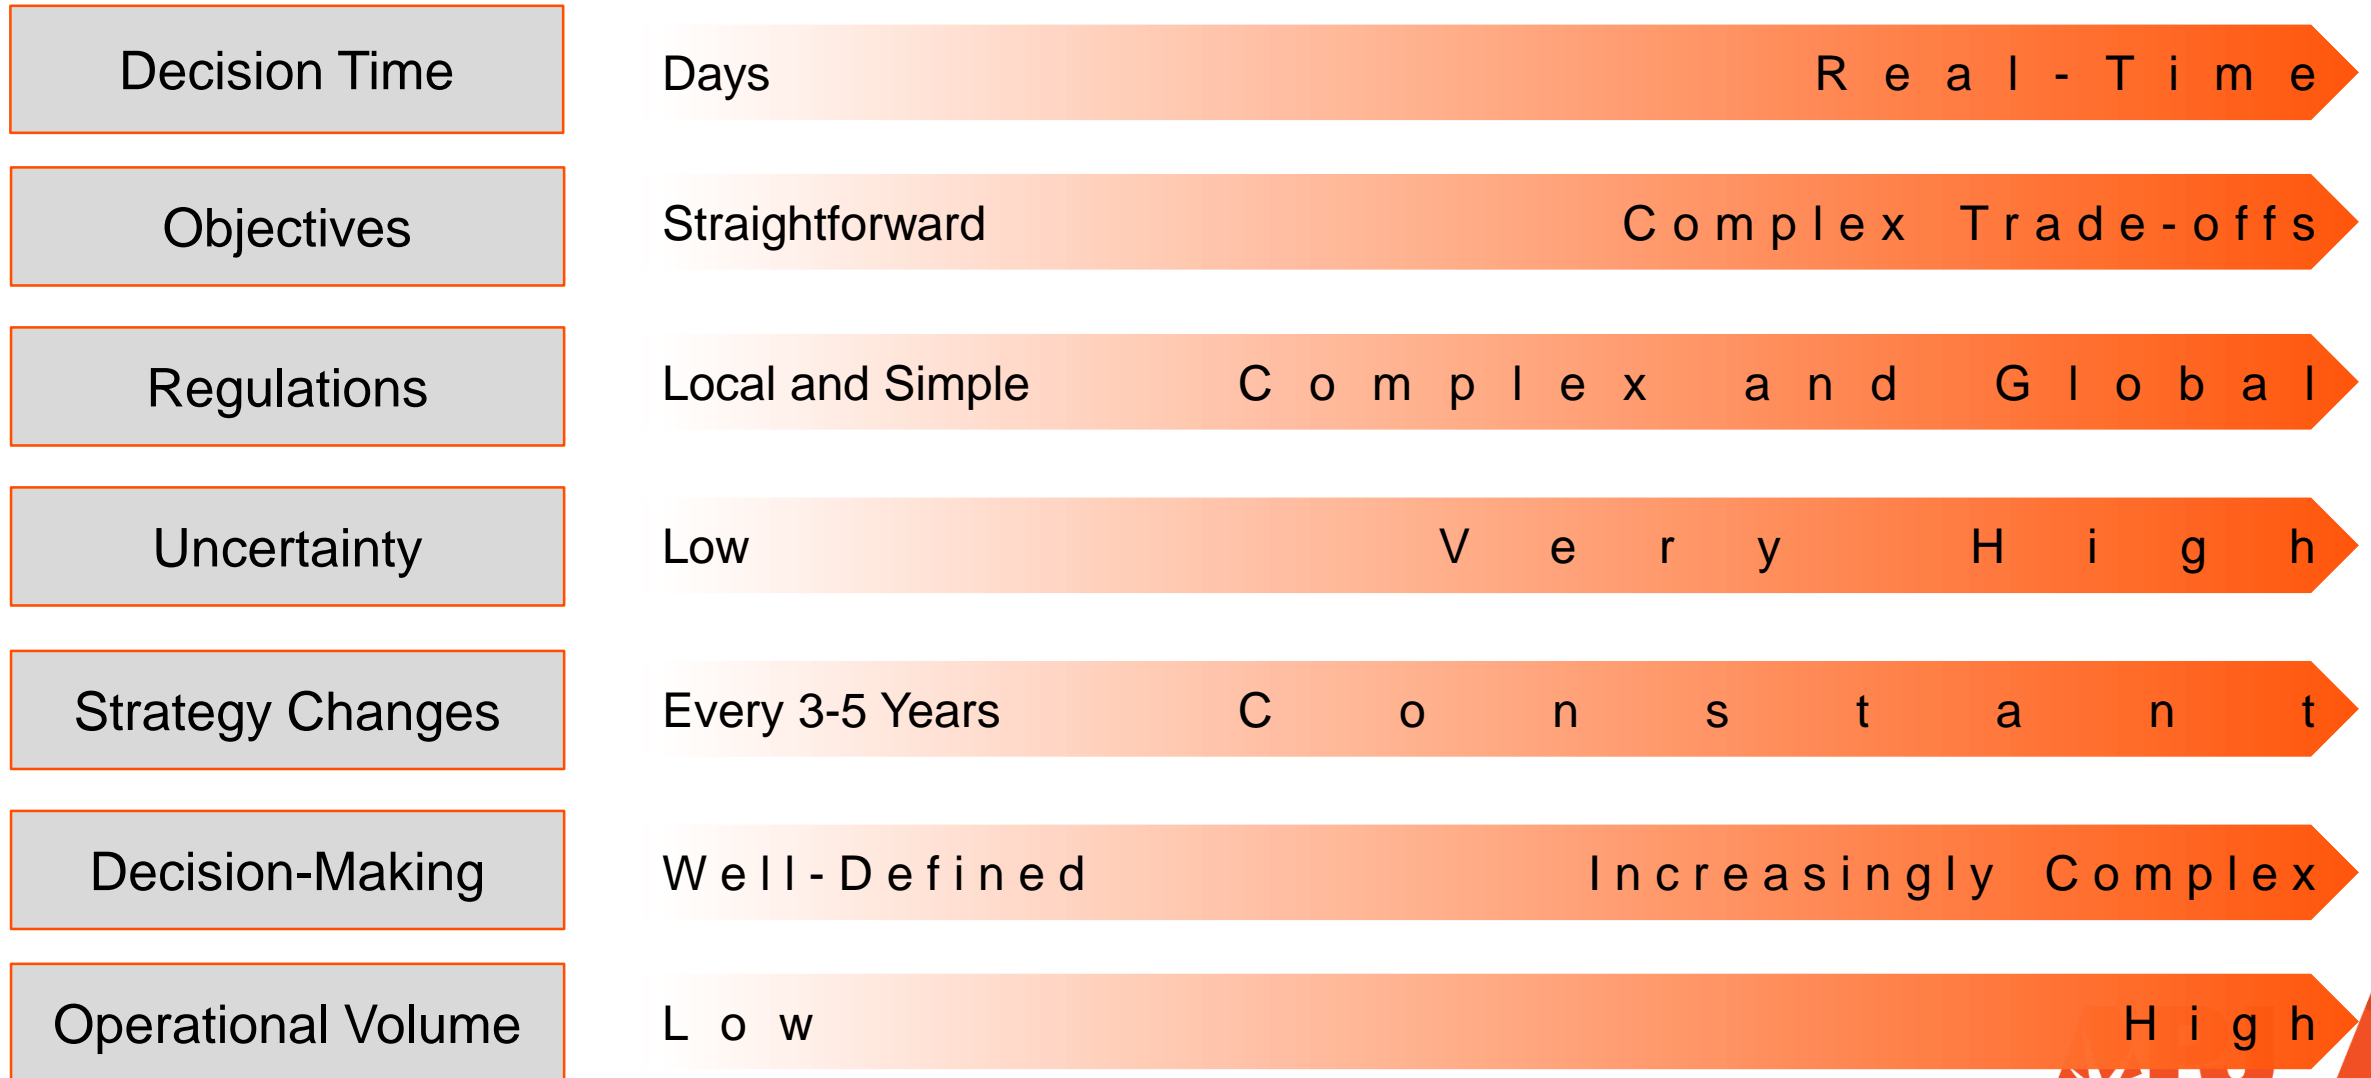 Decision Time
Days Real-Time
Objectives
Straightforward Complex Trade-offs
Regulations
Local and Simple Complex and Global
Uncertainty
Low Very High
Strategy Changes
Every 3-5 Years Constant
Decision-Making
Well-Defined Increasingly Complex
Operational Volume
Low High